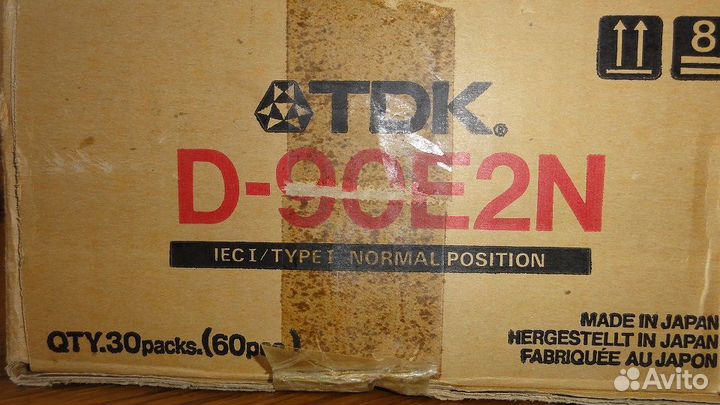 8
TDK®
D-90E2N
IEC I/TYPE I NORMAL POSITION
MADE IN JAPAN
HERGESTELLT IN JAPAN
FABRIQUÉE AU JAPON
QTY.30packs.(60pcs.)
Avito